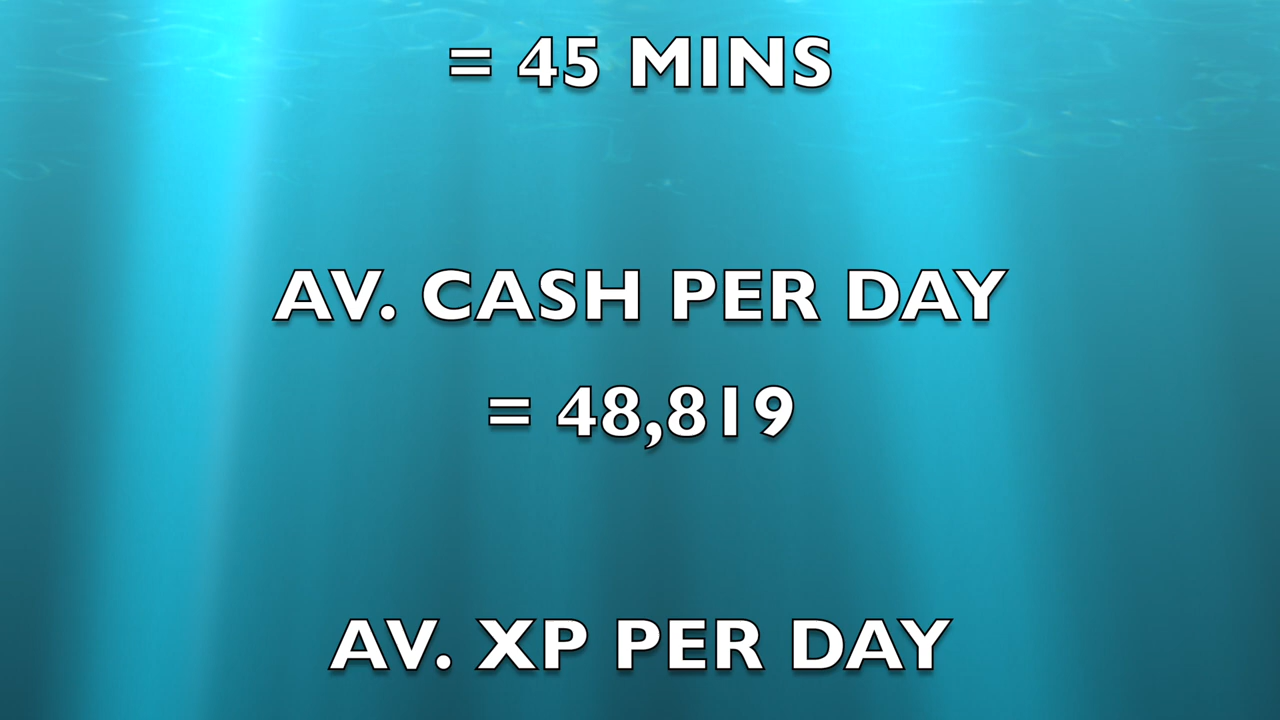 = 45 MINS
AV. CASH PER DAY
= 48,819
AV. XP PER DAY